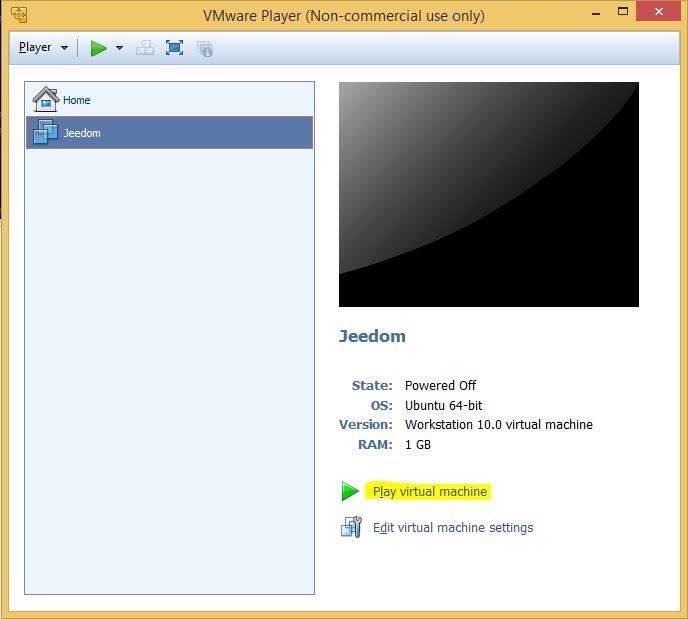 VMware Player (Non-commercial use only)
Player
Home
Jeedom
Jeedom
State: Powered Off
OS: Ubuntu 64-bit
Version: Workstation 10.0 virtual machine
RAM: 1 GB
Play virtual machine
Edit virtual machine settings